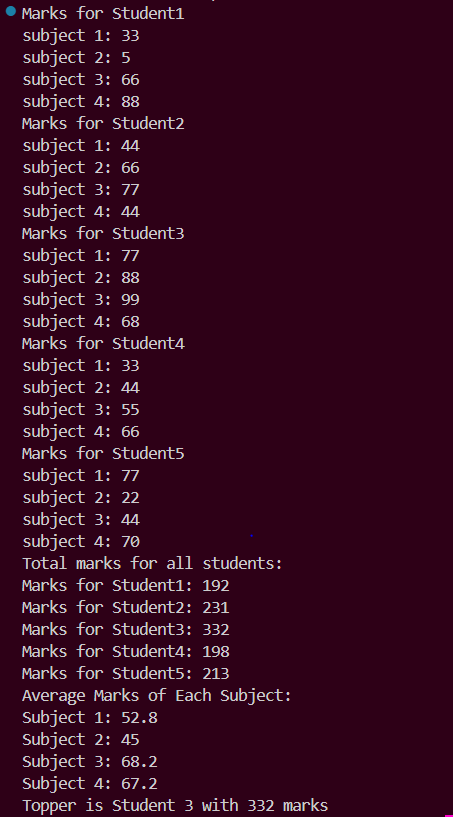 Marks for Student1
subject 1: 33
subject 2: 5
subject 3: 66
subject 4: 88
Marks for Student2
subject 1: 44
subject 2: 66
subject 3: 77
subject 4: 44
Marks for Student3
subject 1: 77
subject 2: 88
subject 3: 99
subject 4: 68
Marks for Student4
subject 1: 33
subject 2: 44
subject 3: 55
subject 4: 66
Marks for Student5
subject 1: 77
subject 2: 22
subject 3: 44
subject 4: 70
Total marks for all students:
Marks for Student1: 192
Marks for Student2: 231
Marks for Student3: 332
Marks for Student4: 198
Marks for Student5: 213
Average Marks of Each Subject:
Subject 1: 52.8
Subject 2: 45
Subject 3: 68.2
Subject 4: 67.2
Topper is Student 3 with 332 marks